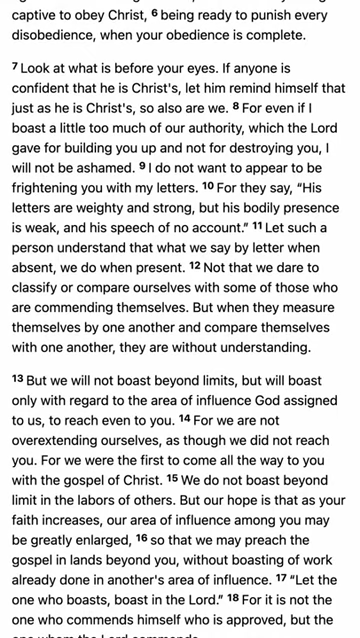 captive to obey Christ, 6 being ready to punish every
disobedience, when your obedience is complete.
7 Look at what is before your eyes. If anyone is
confident that he is Christ's, let him remind himself that
just as he is Christ's, so also are we. 8 For even if I
boast a little too much of our authority, which the Lord
gave for building you up and not for destroying you, I
will not be ashamed. 9 I do not want to appear to be
frightening you with my letters. 10 For they say, “His
letters are weighty and strong, but his bodily presence
is weak, and his speech of no account.” 11 Let such a
person understand that what we say by letter when
absent, we do when present. 12 Not that we dare to
classify or compare ourselves with some of those who
are commending themselves. But when they measure
themselves by one another and compare themselves
with one another, they are without understanding.
13 But we will not boast beyond limits, but will boast
only with regard to the area of influence God assigned
to us, to reach even to you. 14 For we are not
overextending ourselves, as though we did not reach
you. For we were the first to come all the way to you
with the gospel of Christ. 15 We do not boast beyond
limit in the labors of others. But our hope is that as your
faith increases, our area of influence among you may
be greatly enlarged, 16 so that we may preach the
gospel in lands beyond you, without boasting of work
already done in another's area of influence. 17 “Let the
one who boasts, boast in the Lord.” 18 For it is not the
one who commends himself who is approved, but the